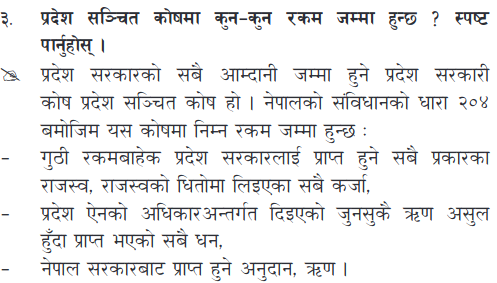 ३. प्रदेश सञ्चित कोषमा कुन-कुन रकम जम्मा हुन्छ ? स्पष्ट
पार्नुहोस् ।
प्रदेश सरकारको सबै आम्दानी जम्मा हुने प्रदेश सरकारी
कोष प्रदेश सञ्चित कोष हो । नेपालको संविधानको धारा २०४
बमोजिम यस कोषमा निम्न रकम जम्मा हुन्छ :
- गुठी रकमबाहेक प्रदेश सरकारलाई प्राप्त हुने सबै प्रकारका
राजस्व, राजस्वको धितोमा लिइएका सबै कर्जा,
- प्रदेश ऐनको अधिकारअन्तर्गत दिइएको जुनसुकै ऋण असुल
हुँदा प्राप्त भएको सबै धन,
- नेपाल सरकारबाट प्राप्त हुने अनुदान, ऋण ।